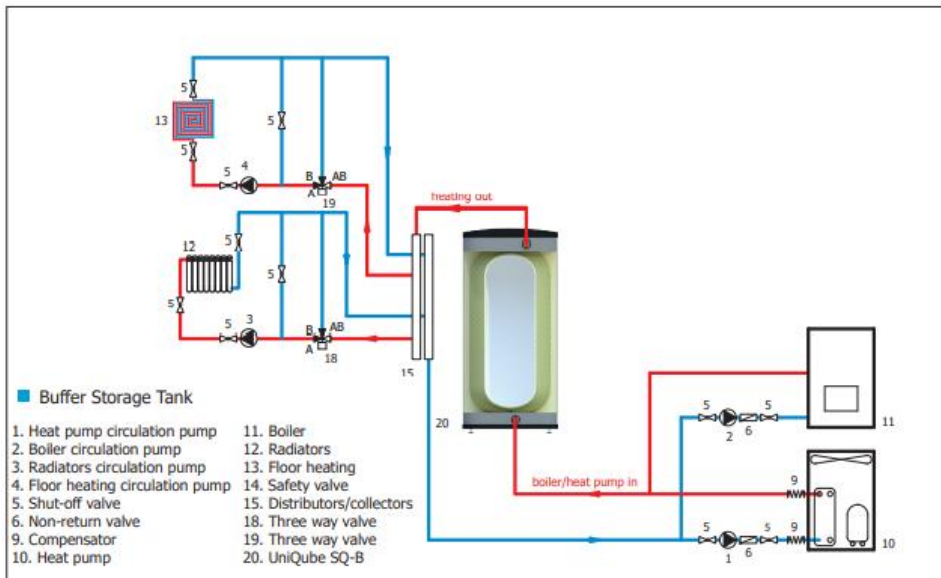 5
13
5
5
4
5
B
AB
A
19
heating out
12
5
5
5
5
3
B
AB
A
18
15
20
Buffer Storage Tank
1. Heat pump circulation pump
2. Boiler circulation pump
3. Radiators circulation pump
4. Floor heating circulation pump
5. Shut-off valve
6. Non-return valve
9. Compensator
10. Heat pump
11. Boiler
12. Radiators
13. Floor heating
14. Safety valve
15. Distributors/collectors
18. Three way valve
19. Three way valve
20. UniQube SQ-B
5
5
2
6
11
boiler/heat pump in
9
5
5
9
1
6
10